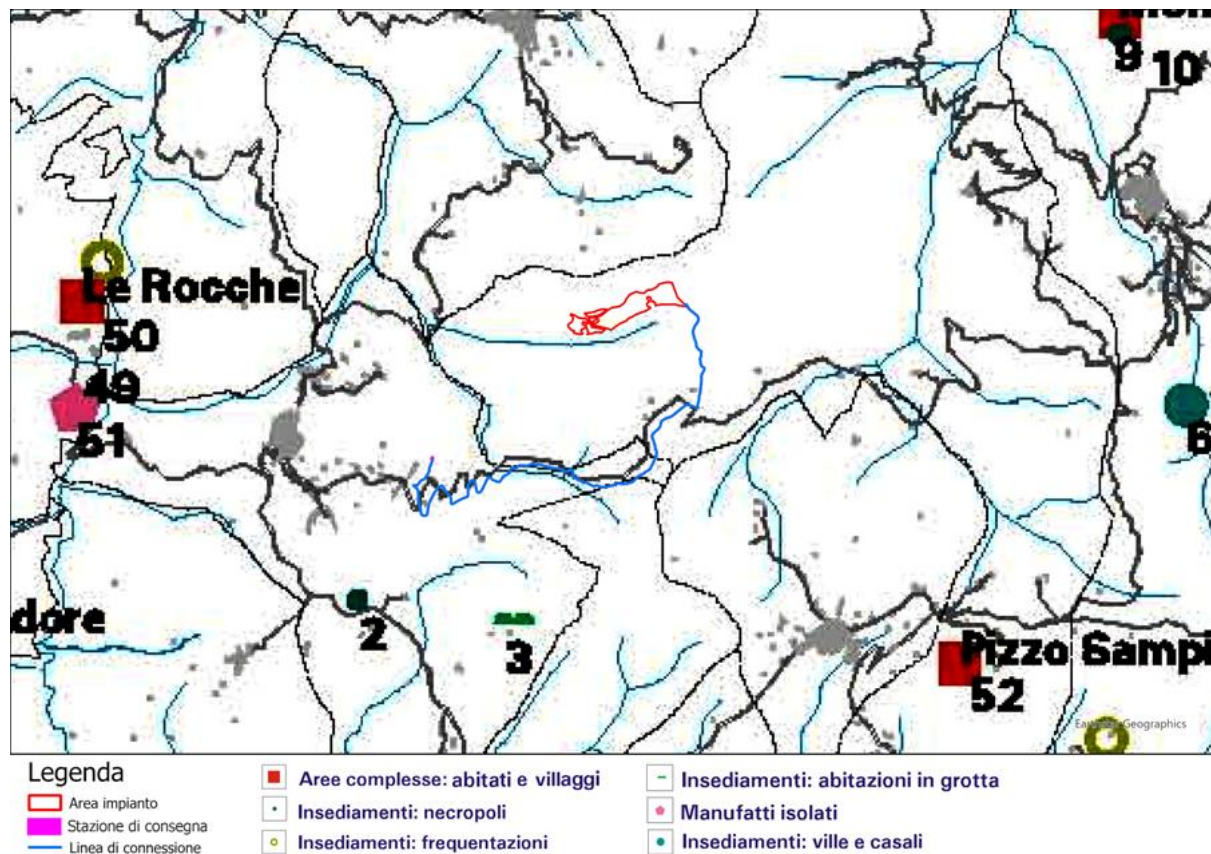 9
10
Le Rocche
50
49
51
6
dore
2
3
Pizzo Sampi
52
Geographics
Legenda
Area impianto
Stazione di consegna
Linea di connessione
Aree complesse: abitati e villaggi
Insediamenti: necropoli
Insediamenti: frequentazioni
Insediamenti: abitazioni in grotta
Manufatti isolati
Insediamenti: ville e casali